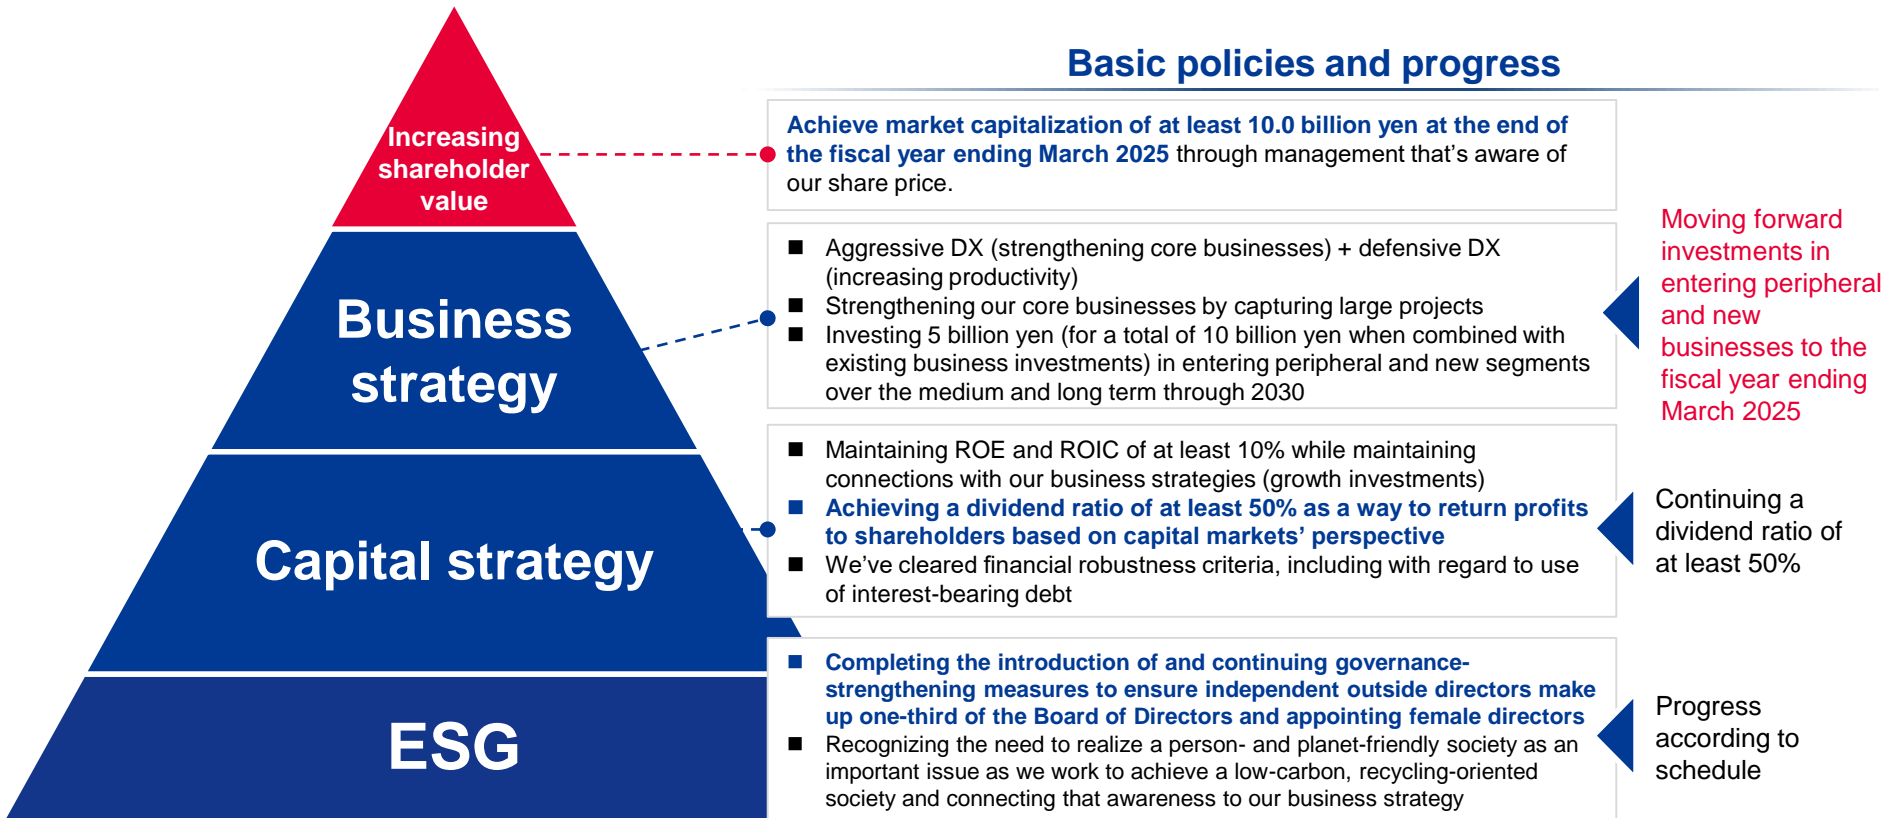 Basic policies and progress
Increasing
shareholder
value
Achieve market capitalization of at least 10.0 billion yen at the end of
the fiscal year ending March 2025 through management that’s aware of
our share price.
Business
strategy
■ Aggressive DX (strengthening core businesses) + defensive DX
(increasing productivity)
■ Strengthening our core businesses by capturing large projects
■ Investing 5 billion yen (for a total of 10 billion yen when combined with
existing business investments) in entering peripheral and new segments
over the medium and long term through 2030
Moving forward
investments in
entering peripheral
and new
businesses to the
fiscal year ending
March 2025
Capital strategy
■ Maintaining ROE and ROIC of at least 10% while maintaining
connections with our business strategies (growth investments)
■ Achieving a dividend ratio of at least 50% as a way to return profits
to shareholders based on capital markets’ perspective
■ We’ve cleared financial robustness criteria, including with regard to use
of interest-bearing debt
Continuing a
dividend ratio of
at least 50%
ESG
■ Completing the introduction of and continuing governance-
strengthening measures to ensure independent outside directors make
up one-third of the Board of Directors and appointing female directors
■ Recognizing the need to realize a person- and planet-friendly society as an
important issue as we work to achieve a low-carbon, recycling-oriented
society and connecting that awareness to our business strategy
Progress
according to
schedule